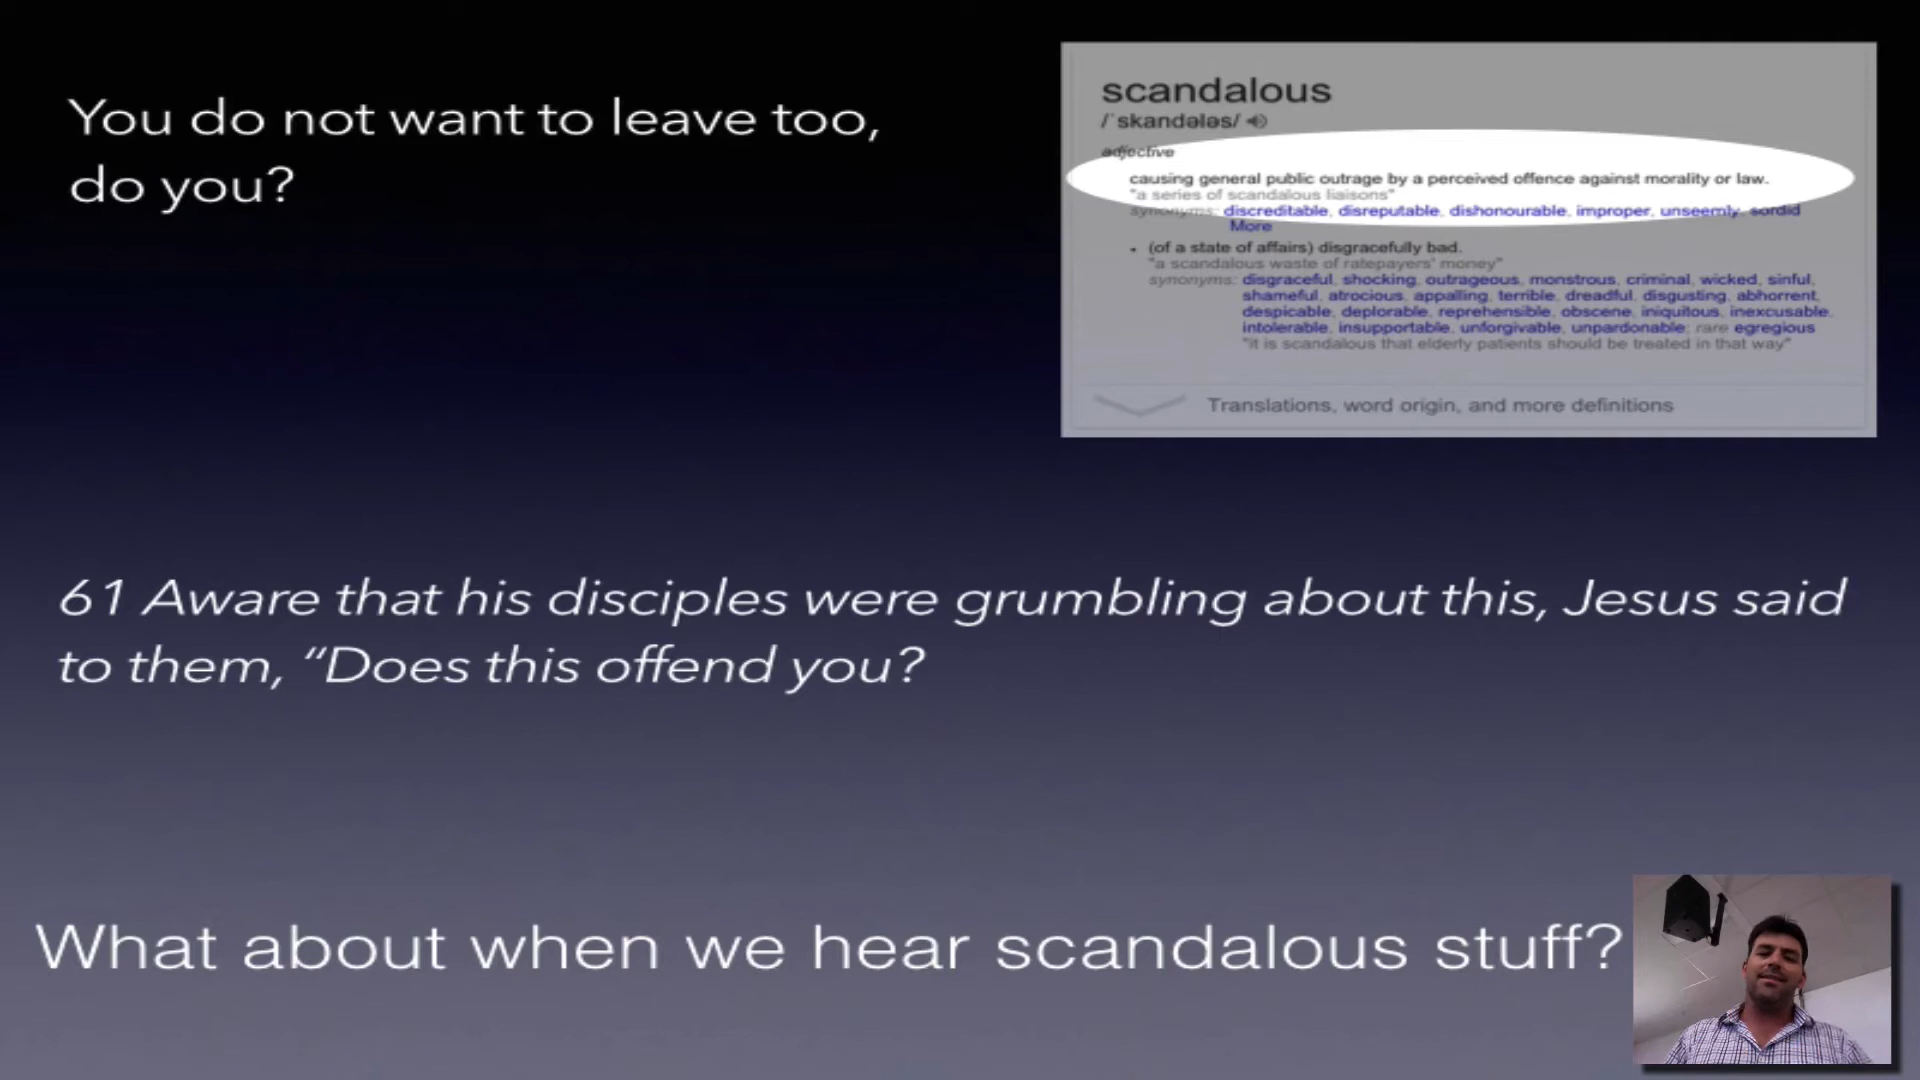 You do not want to leave too,
do you?
scandalous
/ˈskandələs/
adjective
causing general public outrage by a perceived offence against morality or law.
"a series of scandalous liaisons"
synonyms: discreditable, disreputable, dishonourable, improper, unseemly, sordid
More
• (of a state of affairs) disgracefully bad.
"a scandalous waste of ratepayers' money"
synonyms: disgraceful, shocking, outrageous, monstrous, criminal, wicked, sinful,
shameful, atrocious, appalling, terrible, dreadful, disgusting, abhorrent,
despicable, deplorable, reprehensible, obscene, iniquitous, inexcusable,
intolerable, insupportable, unforgivable, unpardonable; rare egregious
"it is scandalous that elderly patients should be treated in that way"
Translations, word origin, and more definitions
61 Aware that his disciples were grumbling about this, Jesus said
to them, “Does this offend you?
What about when we hear scandalous stuff?